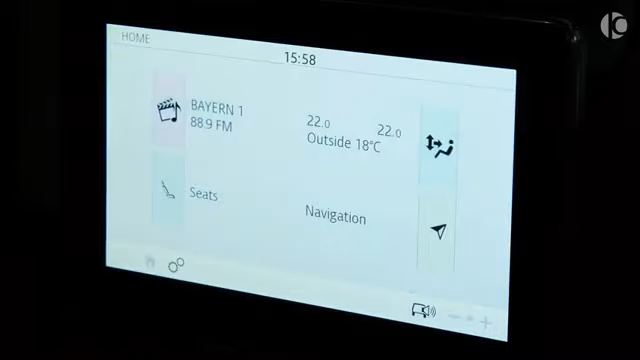 HOME
15:58
BAYERN 1
88.9 FM
22.0
22.0
Outside 18°C
Seats
Navigation